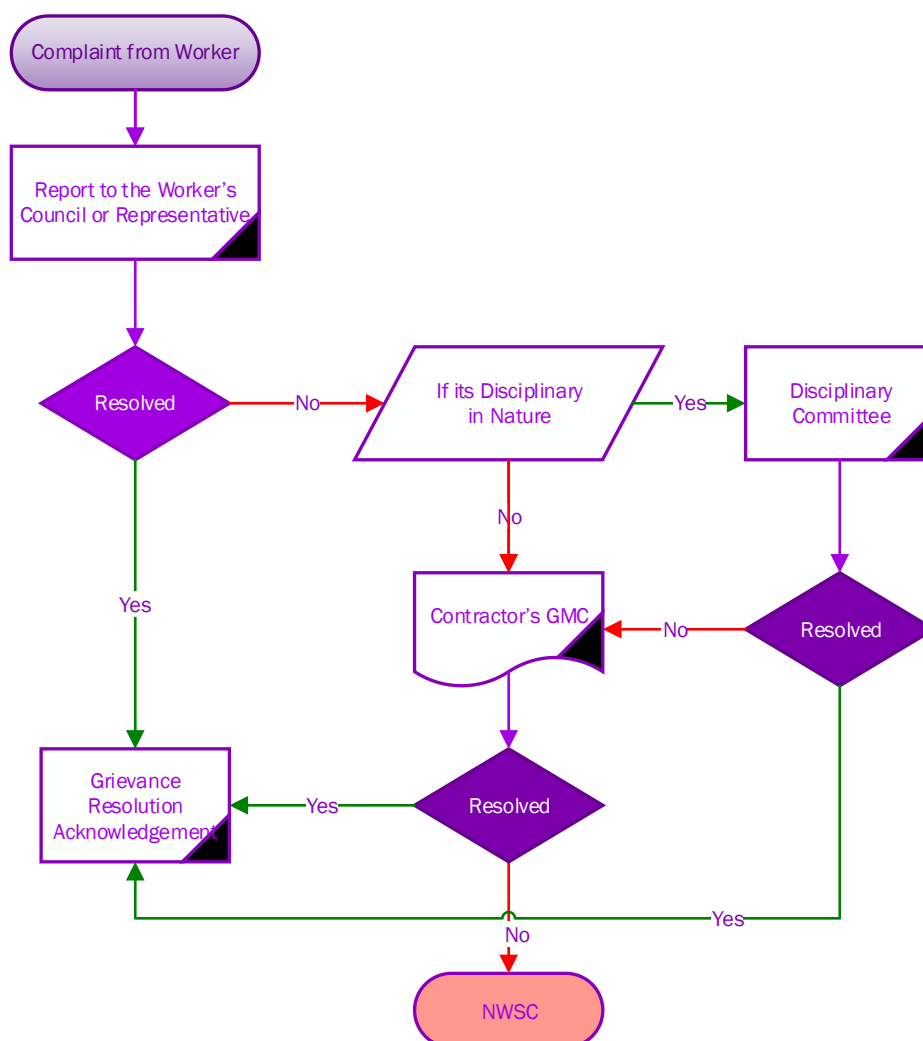 Complaint from Worker
Report to the Worker's
Council or Representative
Resolved
No
If its Disciplinary
in Nature
Yes
Disciplinary
Committee
No
Yes
Contractor's GMC
No
Resolved
Grievance
Resolution
Acknowledgement
Yes
Resolved
Yes
No
NWSC